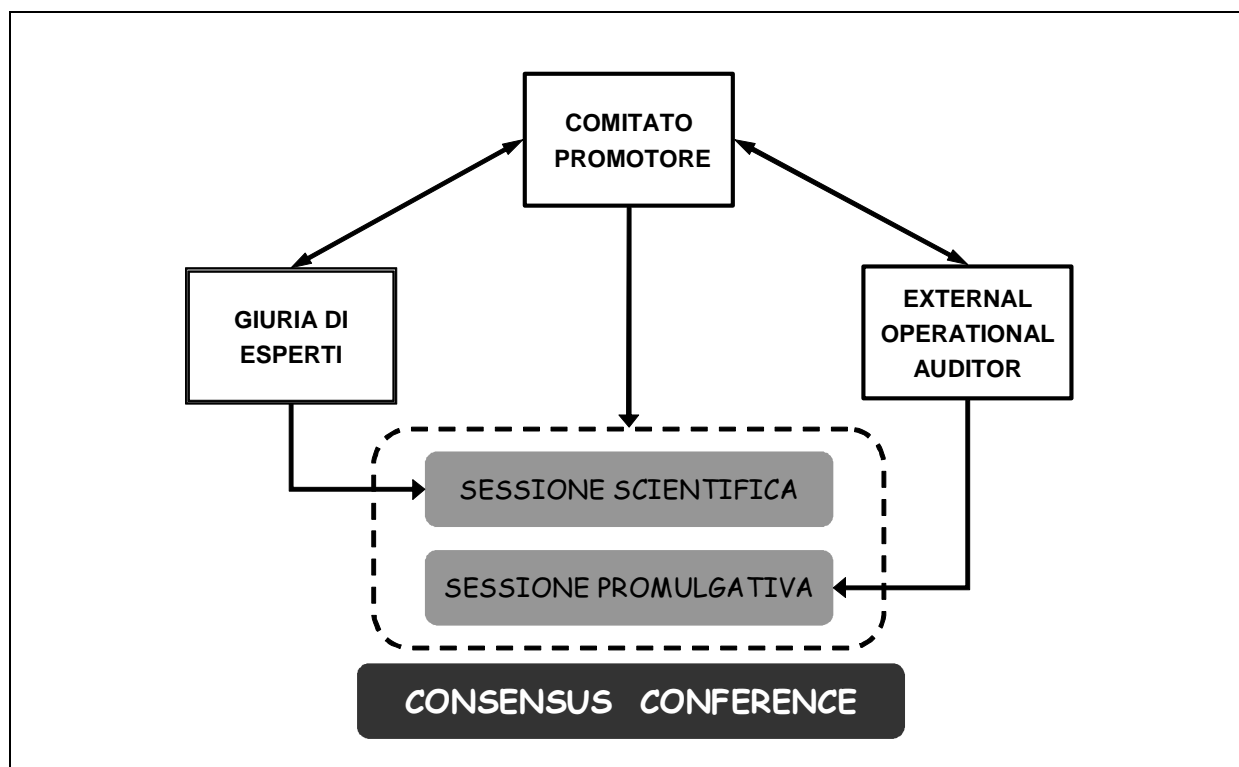 COMITATO
PROMOTORE
GIURIA DI
ESPERTI
EXTERNAL
OPERATIONAL
AUDITOR
SESSIONE SCIENTIFICA
SESSIONE PROMULGATIVA
CONSENSUS CONFERENCE